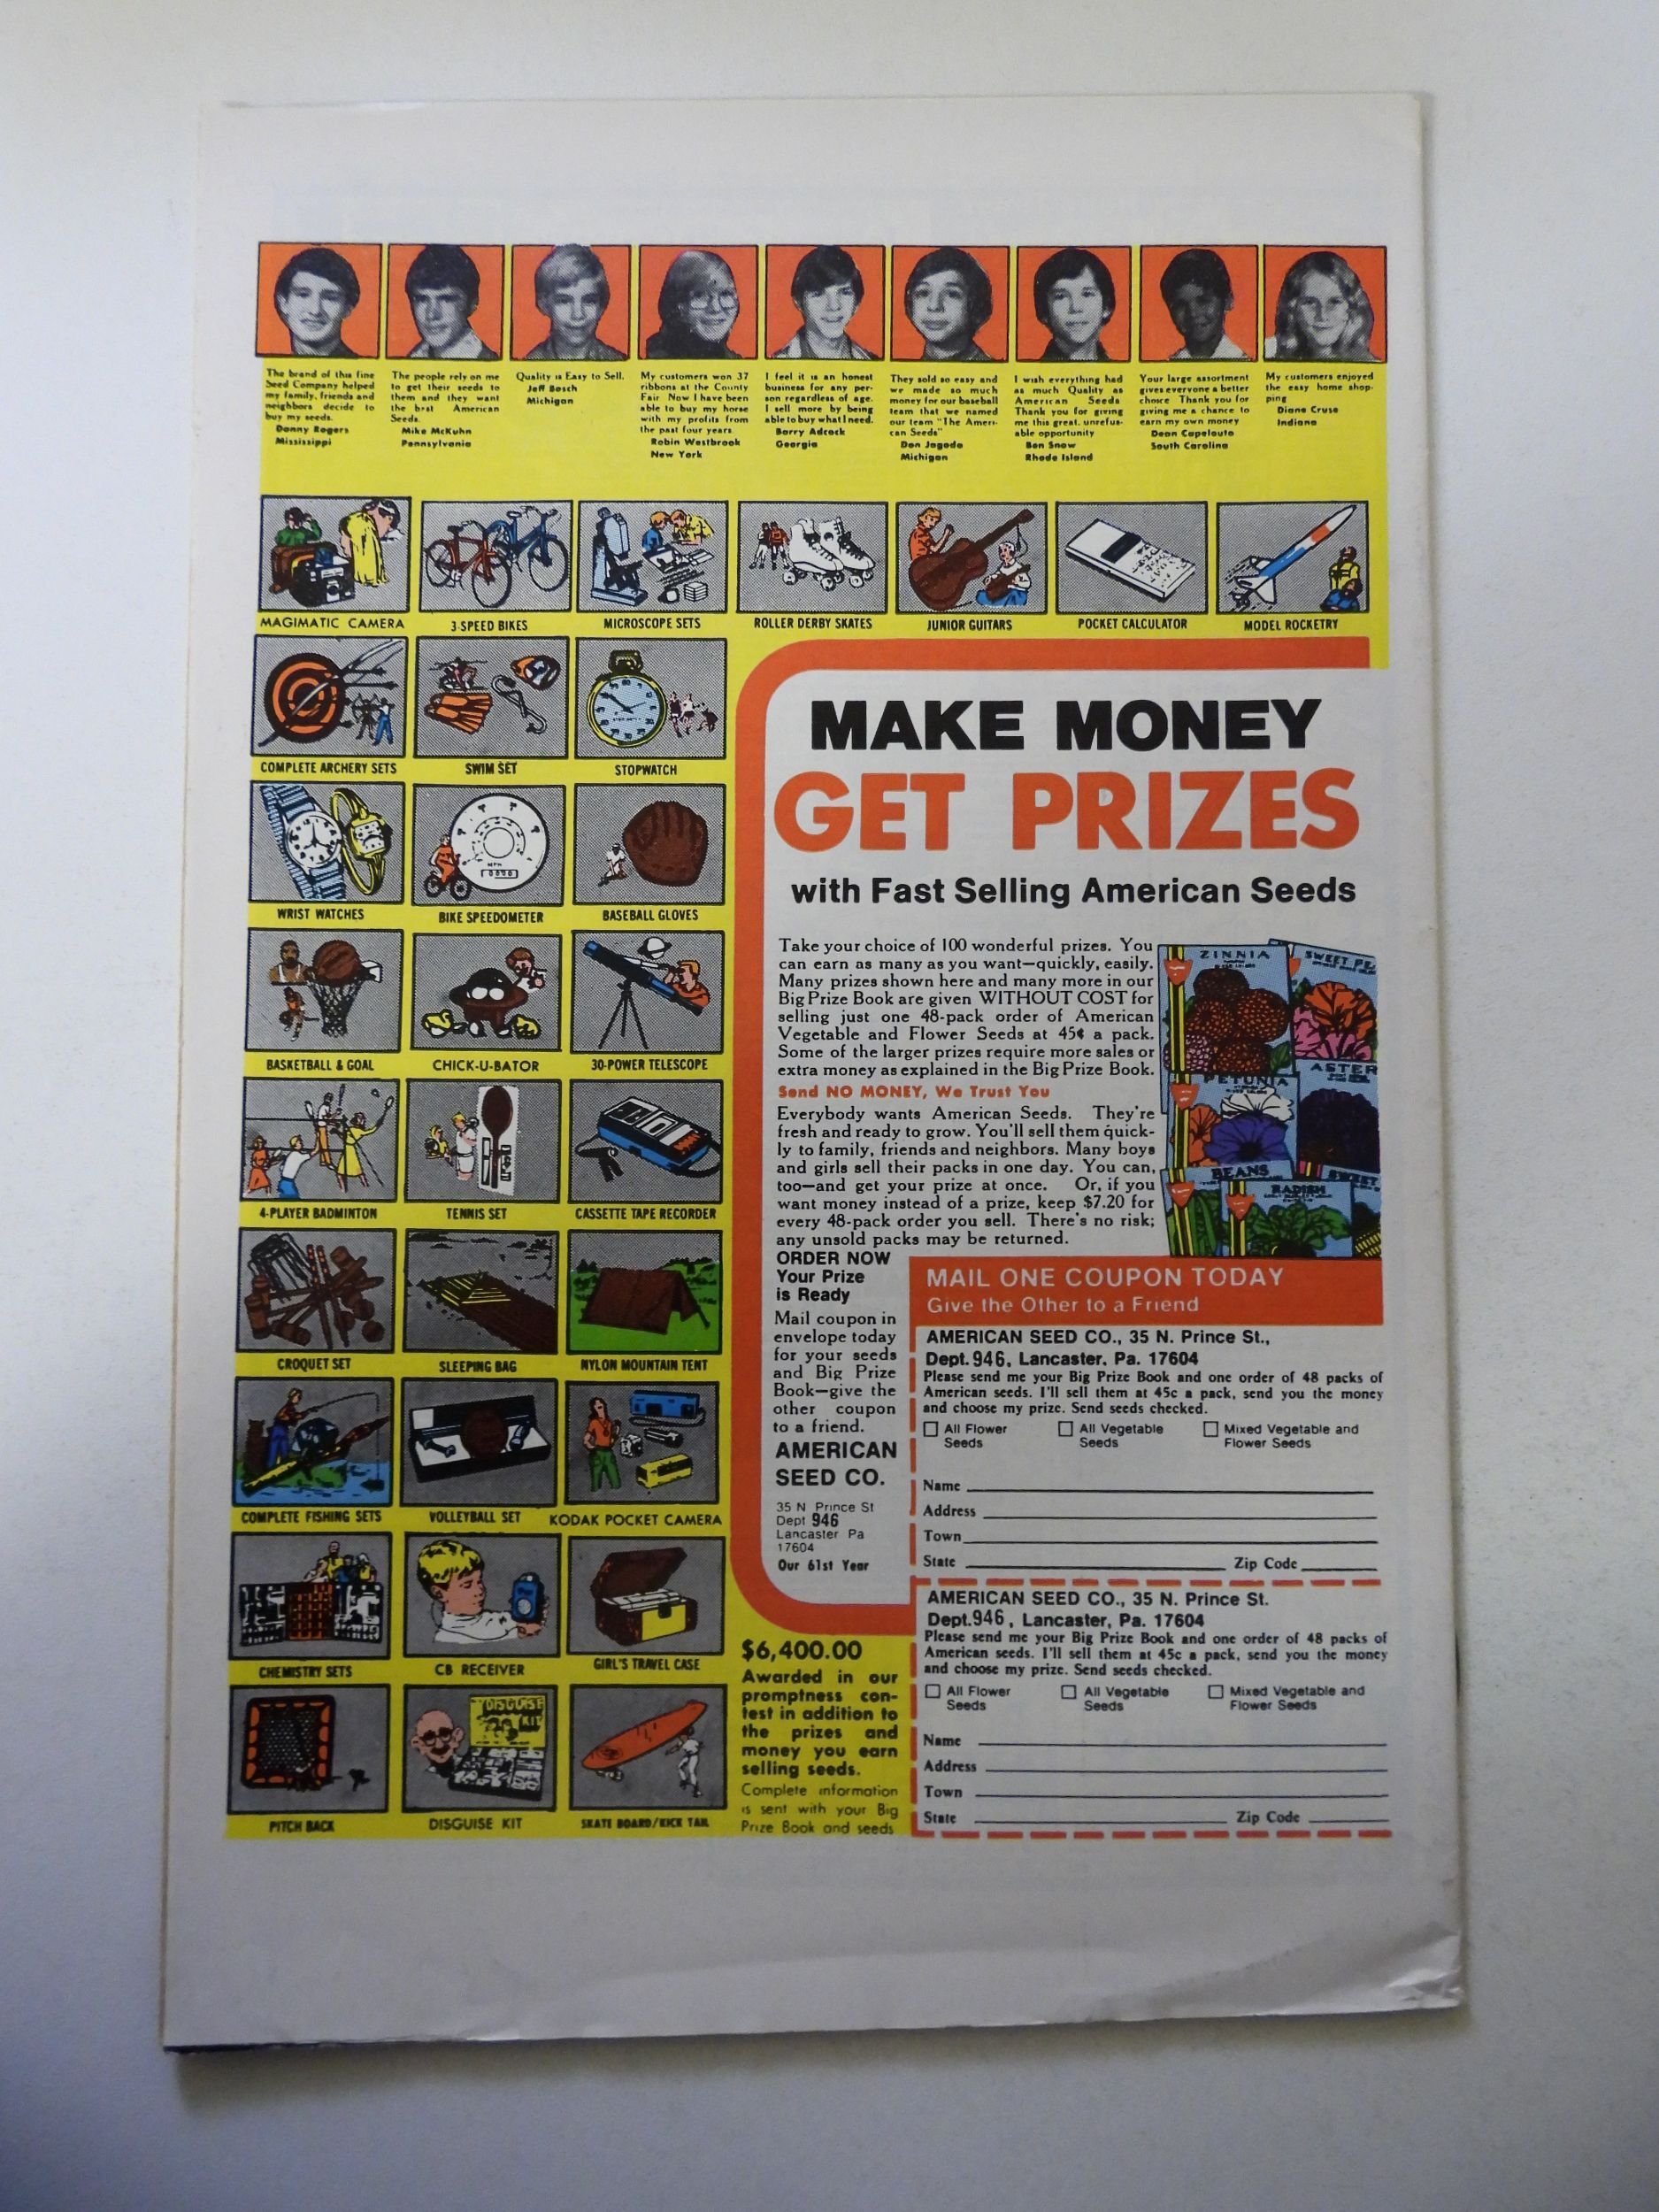 The brand of this fine
Seed Company helped
my family, friends and
neighbors decide to
buy my seeds.
Danny Rogers
Mississippi
The people rely on me
to get their seeds to
them and they want
the best American
Seeds.
Mike McKuhn
Pennsylvania
Quality is Easy to Sell.
Jeff Bosch
Michigan
My customers won 37
ribbons at the County
Fair Now I have been
able to buy my horse
with my profits from
the past four years
Robin Westbrook
New York
I feel it is an honest
business for any per-
son regardless of age.
I sell more by being
able to buy what I need.
Barry Adcock
Georgia
They sold so easy and
we made so much
money for our baseball
team that we named
our team "The Ameri-
can Seeds"
Don Jagoda
Michigan
I wish everything had
as much Quality as
American Seeds
Thank you for giving
me this great, unrefus-
able opportunity
Ben Snow
Rhode Island
Your large assortment
gives everyone a better
choice Thank you for
giving me a chance to
earn my own money
Dean Capelouto
South Carolina
My customers enjoyed
the easy home shop-
ping
Diane Cruse
Indiana
MAGIMATIC CAMERA
3-SPEED BIKES
MICROSCOPE SETS
ROLLER DERBY SKATES
JUNIOR GUITARS
POCKET CALCULATOR
MODEL ROCKETRY
COMPLETE ARCHERY SETS
SWIM SET
STOPWATCH
WRIST WATCHES
BIKE SPEEDOMETER
BASEBALL GLOVES
BASKETBALL & GOAL
CHICK-U-BATOR
30-POWER TELESCOPE
4-PLAYER BADMINTON
TENNIS SET
CASSETTE TAPE RECORDER
CROQUET SET
SLEEPING BAG
NYLON MOUNTAIN TENT
COMPLETE FISHING SETS
VOLLEYBALL SET
KODAK POCKET CAMERA
CHEMISTRY SETS
CB RECEIVER
GIRL'S TRAVEL CASE
PITCH BACK
DISGUISE KIT
DISGUISE KIT
SKATE BOARD/KICK TAIL
MAKE MONEY
GET PRIZES
with Fast Selling American Seeds
Take your choice of 100 wonderful prizes. You
can earn as many as you want—quickly, easily.
Many prizes shown here and many more in our
Big Prize Book are given WITHOUT COST for
selling just one 48-pack order of American
Vegetable and Flower Seeds at 45¢ a pack.
Some of the larger prizes require more sales or
extra money as explained in the Big Prize Book.
Send NO MONEY, We Trust You
Everybody wants American Seeds. They're
fresh and ready to grow. You'll sell them quick-
ly to family, friends and neighbors. Many boys
and girls sell their packs in one day. You can,
too—and get your prize at once. Or, if you
want money instead of a prize, keep $7.20 for
every 48-pack order you sell. There's no risk;
any unsold packs may be returned.
ZINNIA
SWEET PE
PETUNIA
ASTER
BEANS
RADISH
SWEET
ORDER NOW
Your Prize
is Ready
Mail coupon in
envelope today
for your seeds
and Big Prize
Book—give the
other coupon
to a friend.
AMERICAN
SEED CO.
35 N Prince St
Dept 946
Lancaster Pa
17604
Our 61st Year
$6,400.00
Awarded in our
promptness con-
test in addition to
the prizes and
money you earn
selling seeds.
Complete information
is sent with your Big
Prize Book and seeds
MAIL ONE COUPON TODAY
Give the Other to a Friend
AMERICAN SEED CO., 35 N. Prince St.,
Dept. 946, Lancaster, Pa. 17604
Please send me your Big Prize Book and one order of 48 packs of
American seeds. I'll sell them at 45c a pack, send you the money
and choose my prize. Send seeds checked.
All Flower Seeds
All Vegetable Seeds
Mixed Vegetable and Flower Seeds
Name
Address
Town
State Zip Code
AMERICAN SEED CO., 35 N. Prince St.
Dept. 946, Lancaster, Pa. 17604
Please send me your Big Prize Book and one order of 48 packs of
American seeds. I'll sell them at 45c a pack, send you the money
and choose my prize. Send seeds checked.
All Flower Seeds
All Vegetable Seeds
Mixed Vegetable and Flower Seeds
Name
Address
Town
State Zip Code